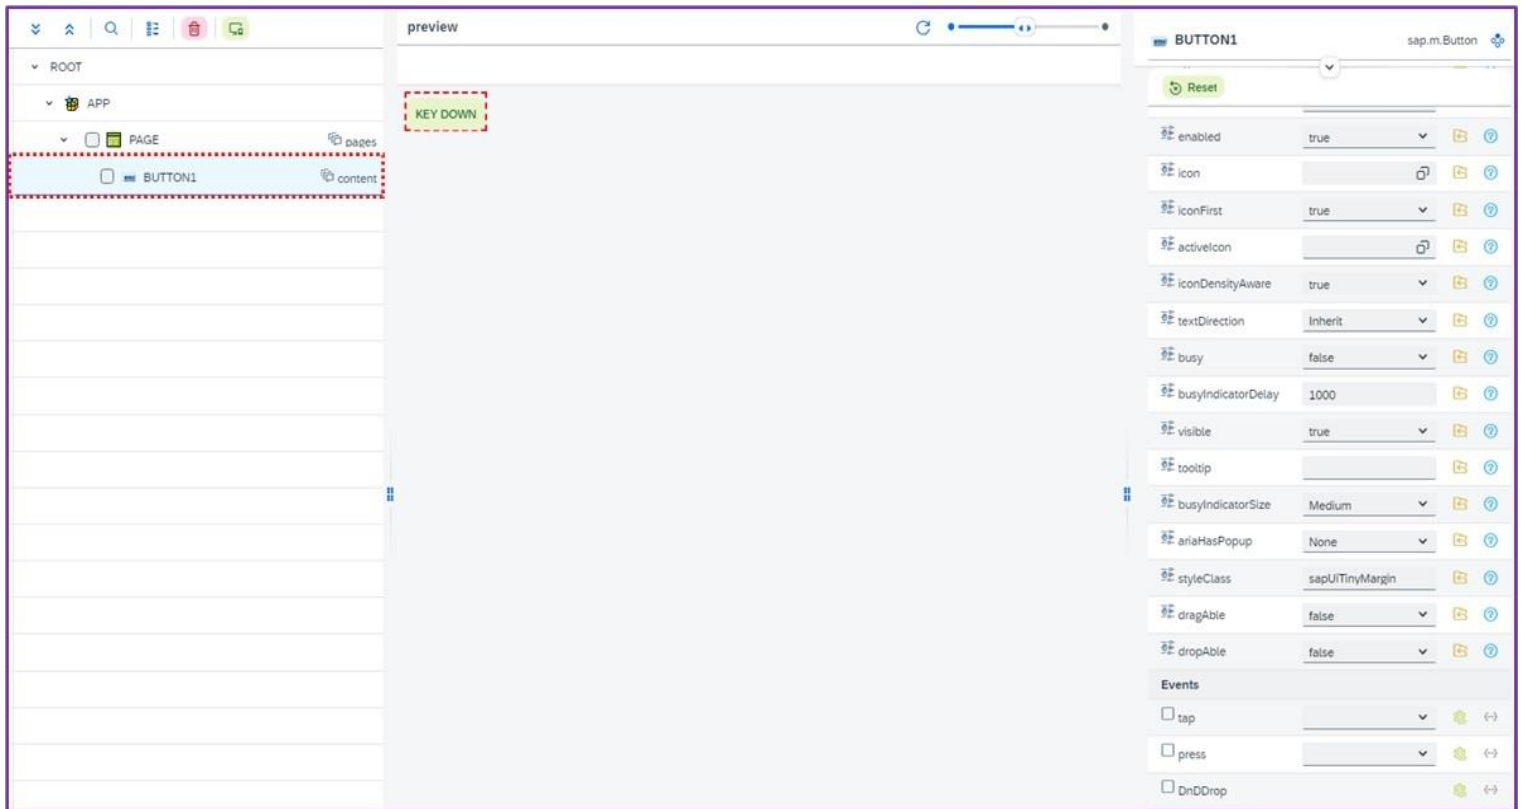 preview
BUTTON1 sap.m.Button
ROOT
Reset
APP
KEY DOWN
PAGE pages
BUTTON1 content
enabled true
icon
iconFirst true
activeIcon
iconDensityAware true
textDirection Inherit
busy false
busyIndicatorDelay 1000
visible true
tooltip
busyIndicatorSize Medium
ariaHasPopup None
styleClass sapUiTinyMargin
dragAble false
dropAble false
Events
tap
press
DnDDrop